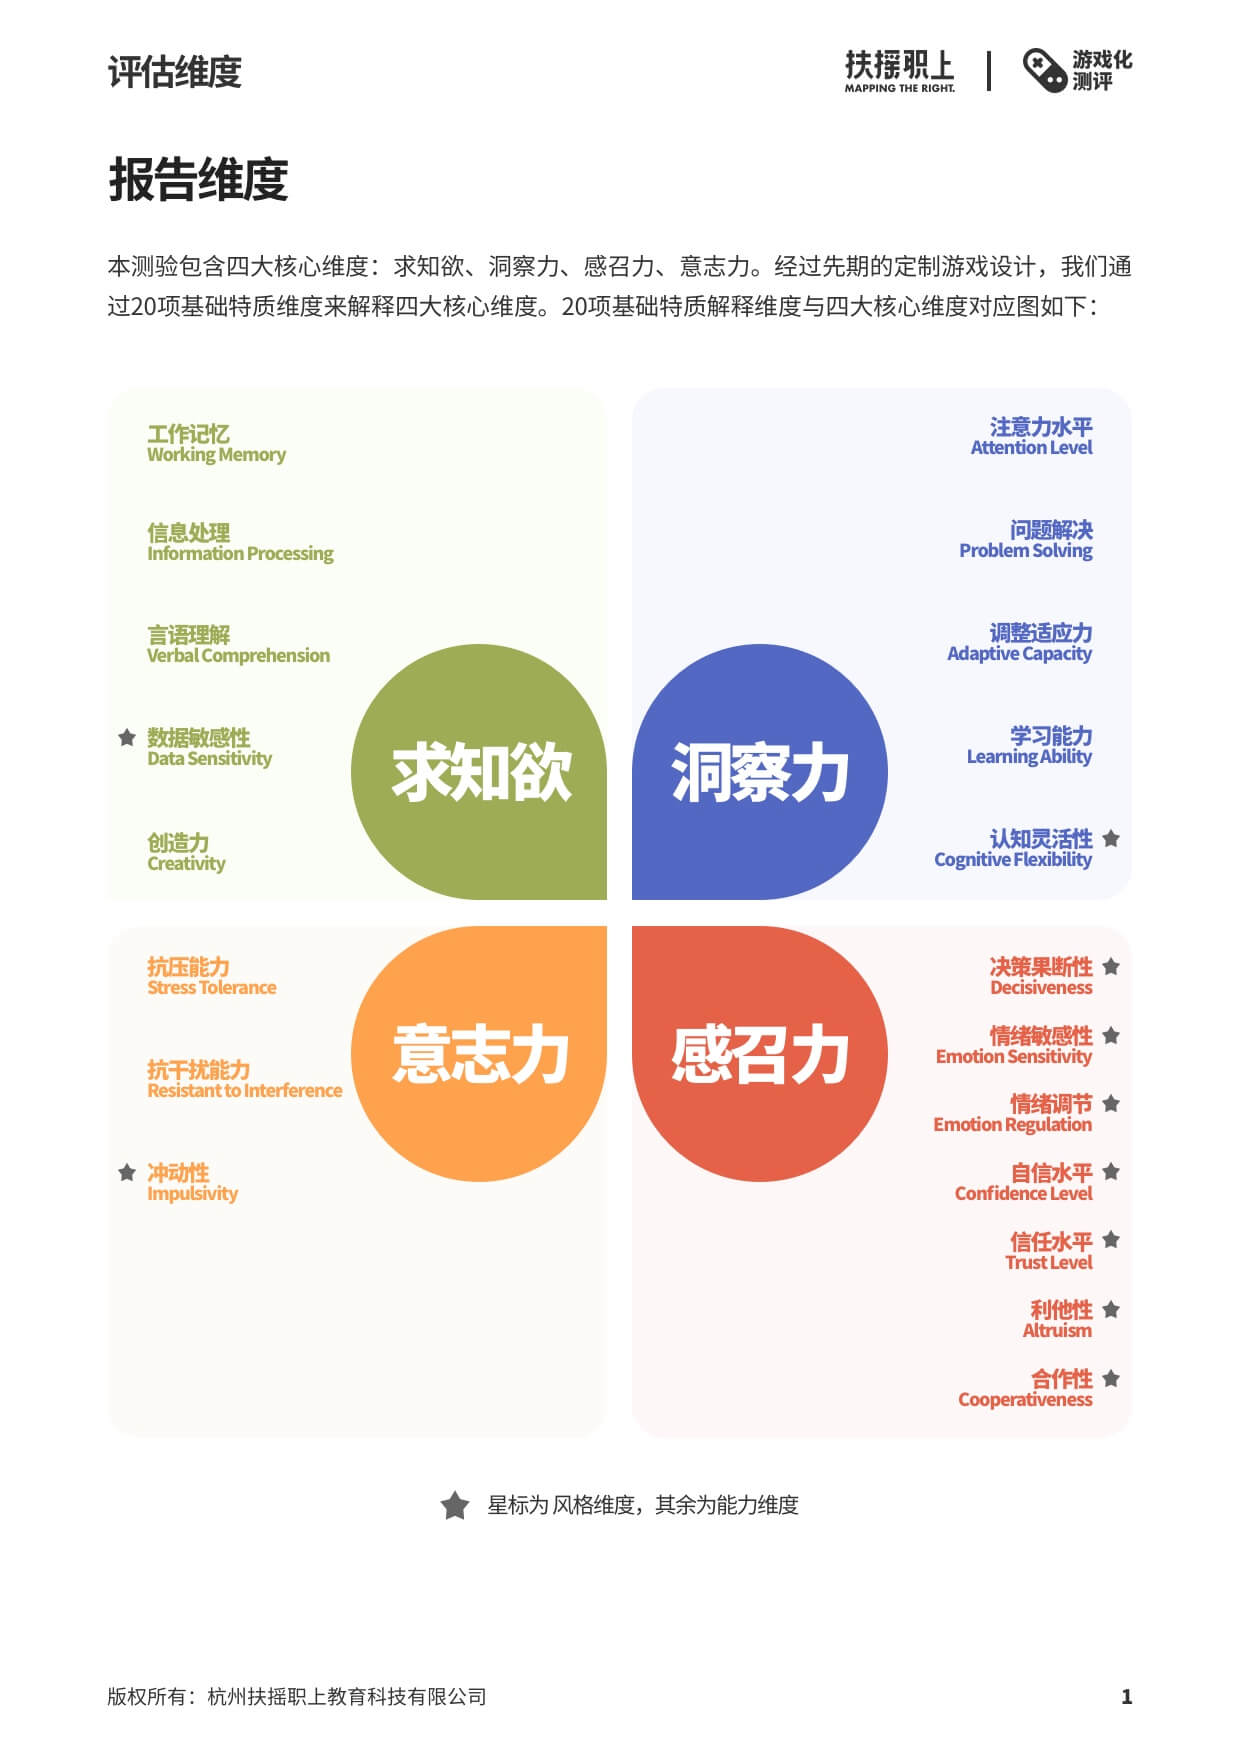 评估维度
扶摇职上
MAPPING THE RIGHT.
游戏化
测评
报告维度
本测验包含四大核心维度：求知欲、洞察力、感召力、意志力。经过先期的定制游戏设计，我们通
过20项基础特质维度来解释四大核心维度。20项基础特质解释维度与四大核心维度对应图如下：
工作记忆
Working Memory
信息处理
Information Processing
言语理解
Verbal Comprehension
数据敏感性
Data Sensitivity
创造力
Creativity
求知欲
注意力水平
Attention Level
问题解决
Problem Solving
调整适应力
Adaptive Capacity
学习能力
Learning Ability
认知灵活性
Cognitive Flexibility
洞察力
抗压能力
Stress Tolerance
抗干扰能力
Resistant to Interference
冲动性
Impulsivity
意志力
感召力
决策果断性
Decisiveness
情绪敏感性
Emotion Sensitivity
情绪调节
Emotion Regulation
自信水平
Confidence Level
信任水平
Trust Level
利他性
Altruism
合作性
Cooperativeness
星标为 风格维度，其余为能力维度
版权所有：杭州扶摇职上教育科技有限公司
1